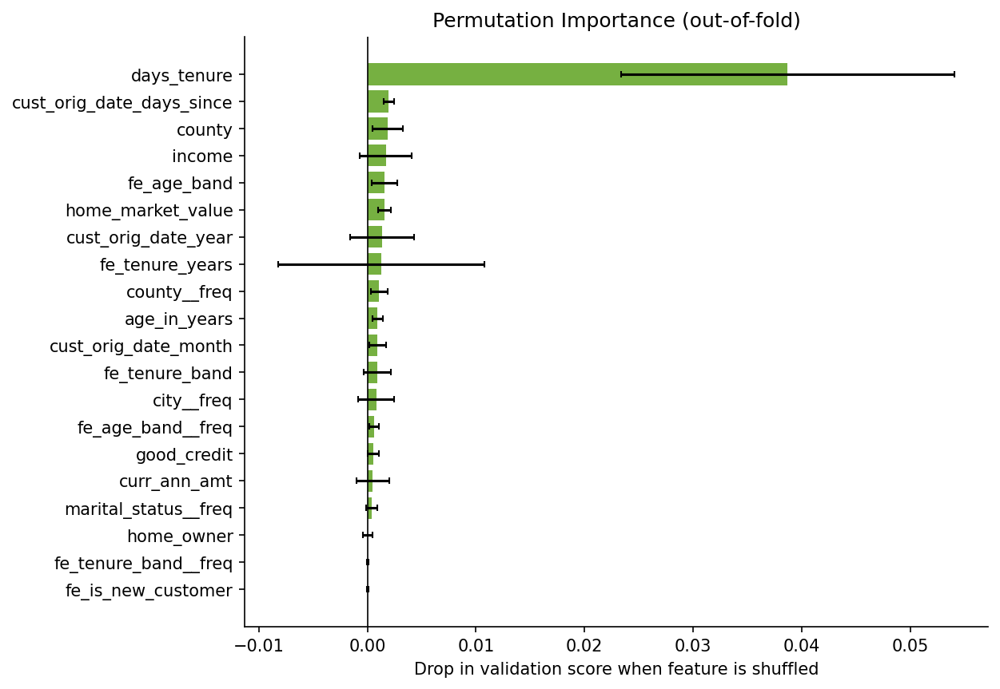 Permutation Importance (out-of-fold)
days_tenure
cust_orig_date_days_since
county
income
fe_age_band
home_market_value
cust_orig_date_year
fe_tenure_years
county__freq
age_in_years
cust_orig_date_month
fe_tenure_band
city__freq
fe_age_band__freq
good_credit
curr_ann_amt
marital_status__freq
home_owner
fe_tenure_band__freq
fe_is_new_customer
−0.01 0.00 0.01 0.02 0.03 0.04 0.05
Drop in validation score when feature is shuffled